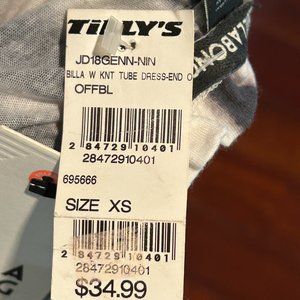 TILLY'S
JD18GENN-NIN
BILLA W KNT TUBE DRESS-END O
OFFBL
2 84729 10401
28472910401
695666
SIZE XS
2 84729 10401
28472910401
$34.99
LLABONG
A
G